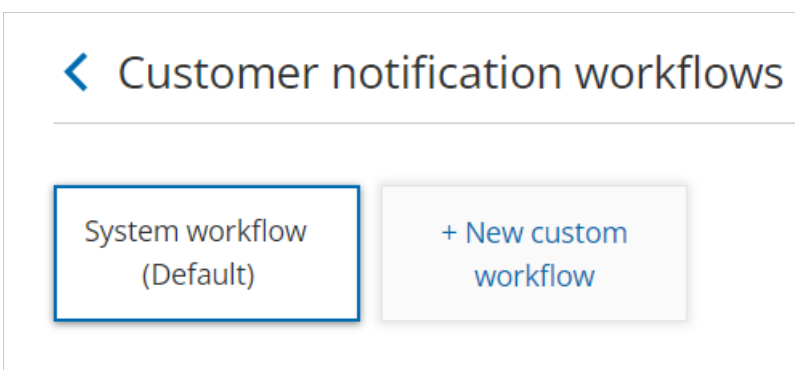 Customer notification workflows
System workflow
(Default)
+ New custom
workflow